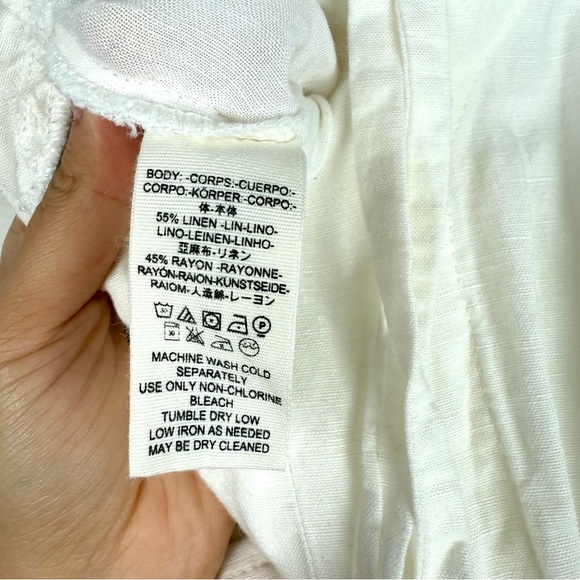 BODY:-CORPS:-CUERPO:-
CORPO:-KÖRPER-CORPO:-
体-本体
55% LINEN -LIN-LINO-
LINO-LEINEN-LINHO-
亞麻布-リネン
45% RAYON -RAYONNE-
RAYÓN-RAION-KUNSTSEIDE-
RAIOM-人造絲-レーヨン
MACHINE WASH COLD
SEPARATELY
USE ONLY NON-CHLORINE
BLEACH
TUMBLE DRY LOW
LOW IRON AS NEEDED
MAY BE DRY CLEANED